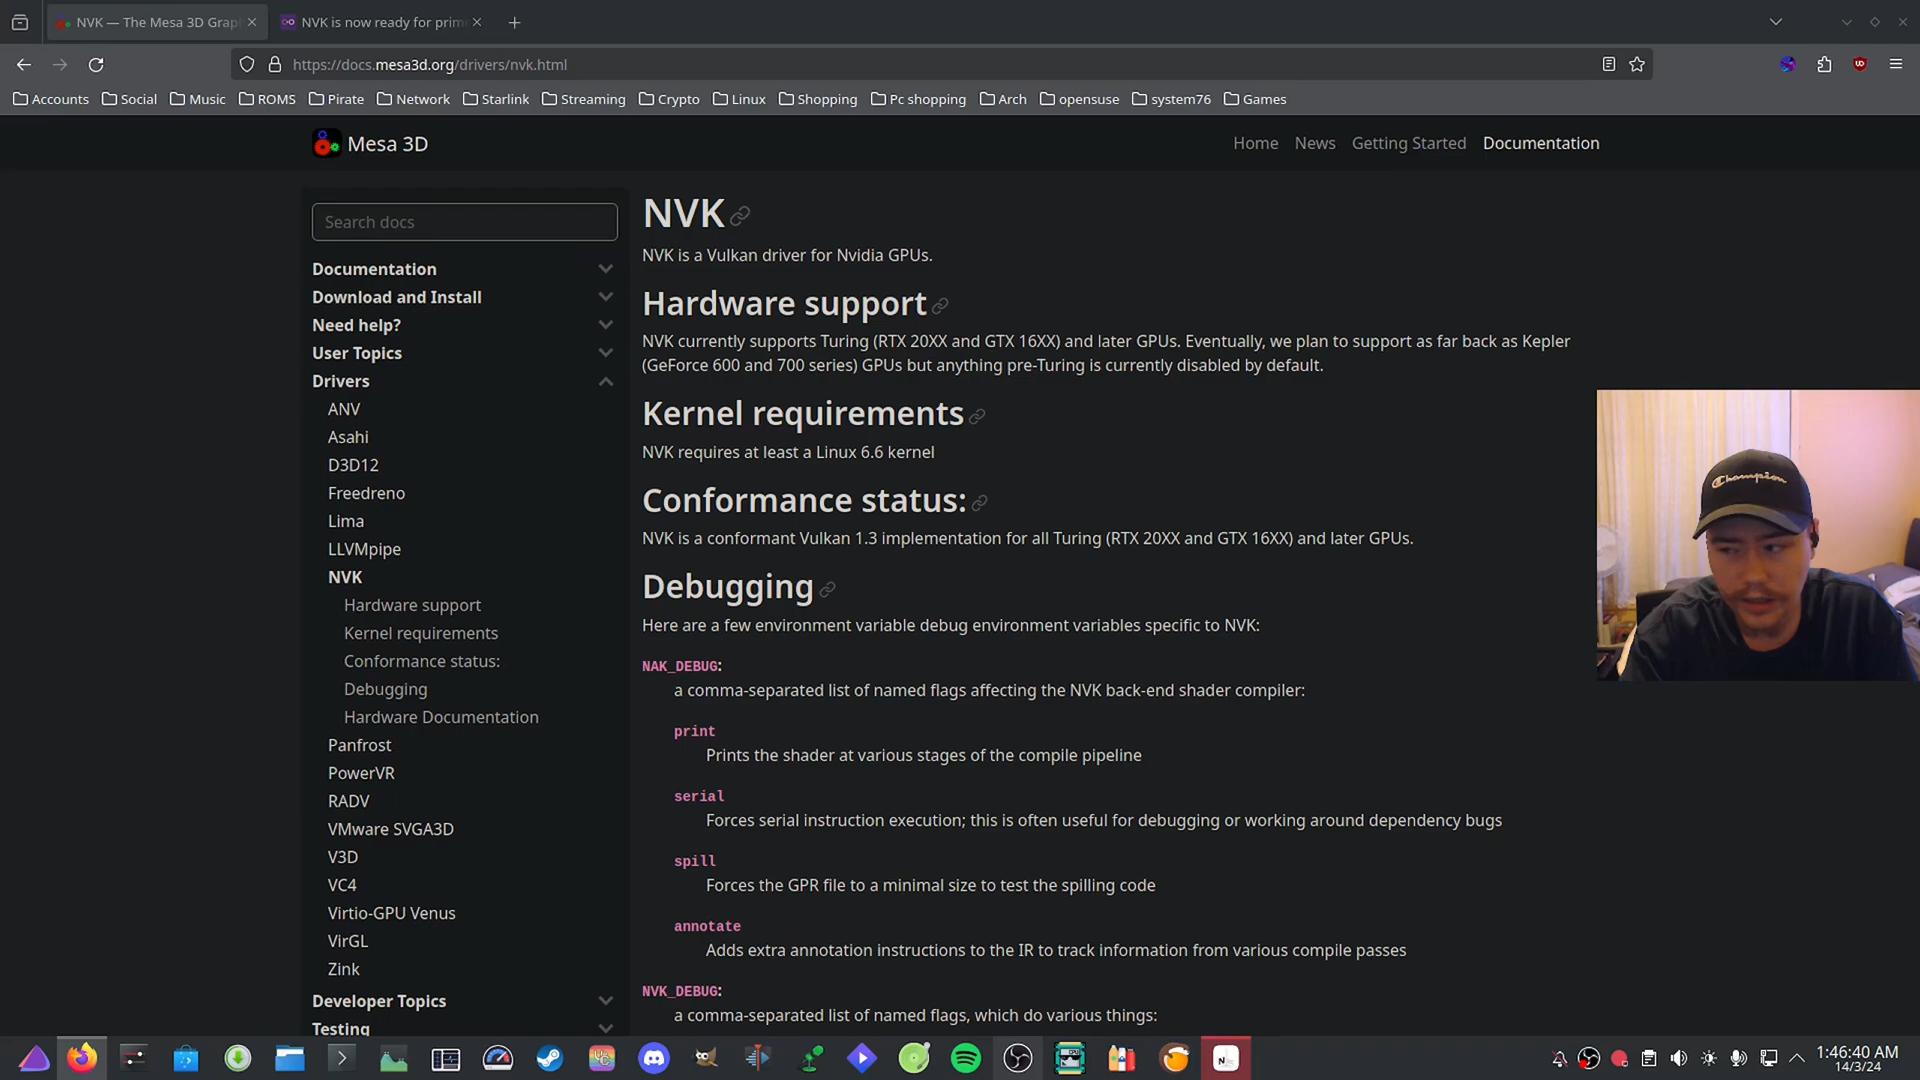 NVK — The Mesa 3D Grap
NVK is now ready for prim
https://docs.mesa3d.org/drivers/nvk.html
Accounts
Social
Music
ROMS
Pirate
Network
Starlink
Streaming
Crypto
Linux
Shopping
Pc shopping
Arch
opensuse
system76
Games
Mesa 3D
Home
News
Getting Started
Documentation
Search docs
Documentation
Download and Install
Need help?
User Topics
Drivers
ANV
Asahi
D3D12
Freedreno
Lima
LLVMpipe
NVK
Hardware support
Kernel requirements
Conformance status:
Debugging
Hardware Documentation
Panfrost
PowerVR
RADV
VMware SVGA3D
V3D
VC4
Virtio-GPU Venus
VirGL
Zink
Developer Topics
Testing
NVK
NVK is a Vulkan driver for Nvidia GPUs.
Hardware support
NVK currently supports Turing (RTX 20XX and GTX 16XX) and later GPUs. Eventually, we plan to support as far back as Kepler
(GeForce 600 and 700 series) GPUs but anything pre-Turing is currently disabled by default.
Kernel requirements
NVK requires at least a Linux 6.6 kernel
Conformance status:
NVK is a conformant Vulkan 1.3 implementation for all Turing (RTX 20XX and GTX 16XX) and later GPUs.
Debugging
Here are a few environment variable debug environment variables specific to NVK:
NAK_DEBUG:
a comma-separated list of named flags affecting the NVK back-end shader compiler:
print
Prints the shader at various stages of the compile pipeline
serial
Forces serial instruction execution; this is often useful for debugging or working around dependency bugs
spill
Forces the GPR file to a minimal size to test the spilling code
annotate
Adds extra annotation instructions to the IR to track information from various compile passes
NVK_DEBUG:
a comma-separated list of named flags, which do various things:
Champion
1:46:40 AM
14/3/24